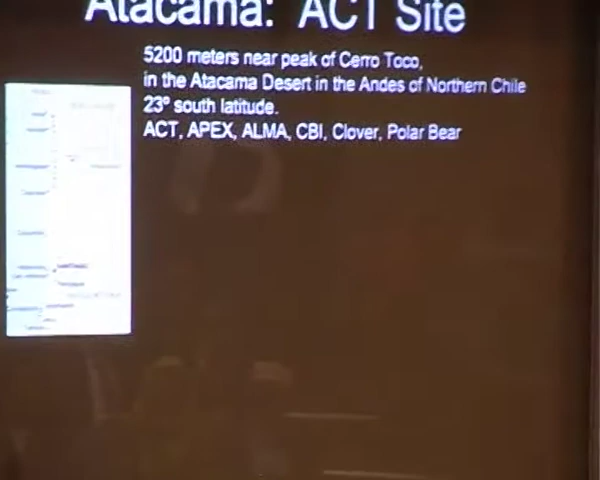 Atacama: ACT Site
5200 meters near peak of Cerro Toco,
in the Atacama Desert in the Andes of Northern Chile
23º south latitude.
ACT, APEX, ALMA, CBI, Clover, Polar Bear